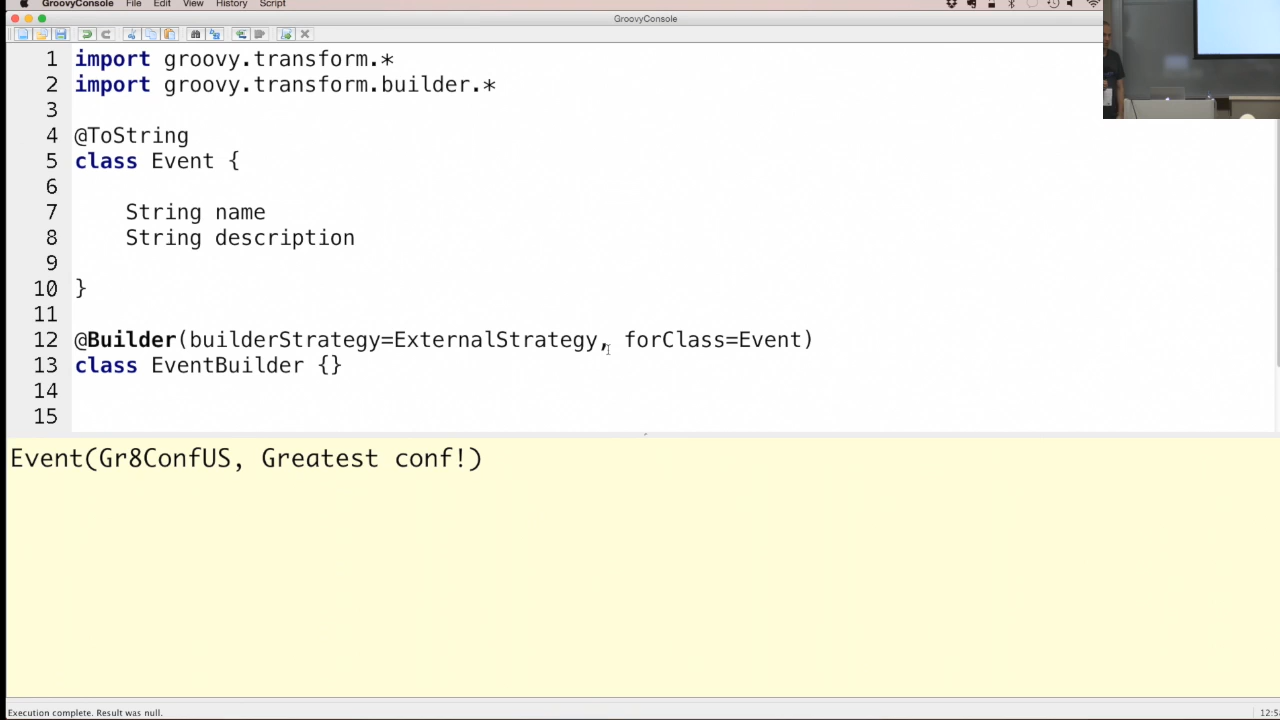 GroovyConsole File Edit View History Script
GroovyConsole
1 import groovy.transform.*
2 import groovy.transform.builder.*
3
4 @ToString
5 class Event {
6
7 String name
8 String description
9
10 }
11
12 @Builder(builderStrategy=ExternalStrategy, forClass=Event)
13 class EventBuilder {}
14
15
Event(Gr8ConfUS, Greatest conf!)
Execution complete. Result was null.